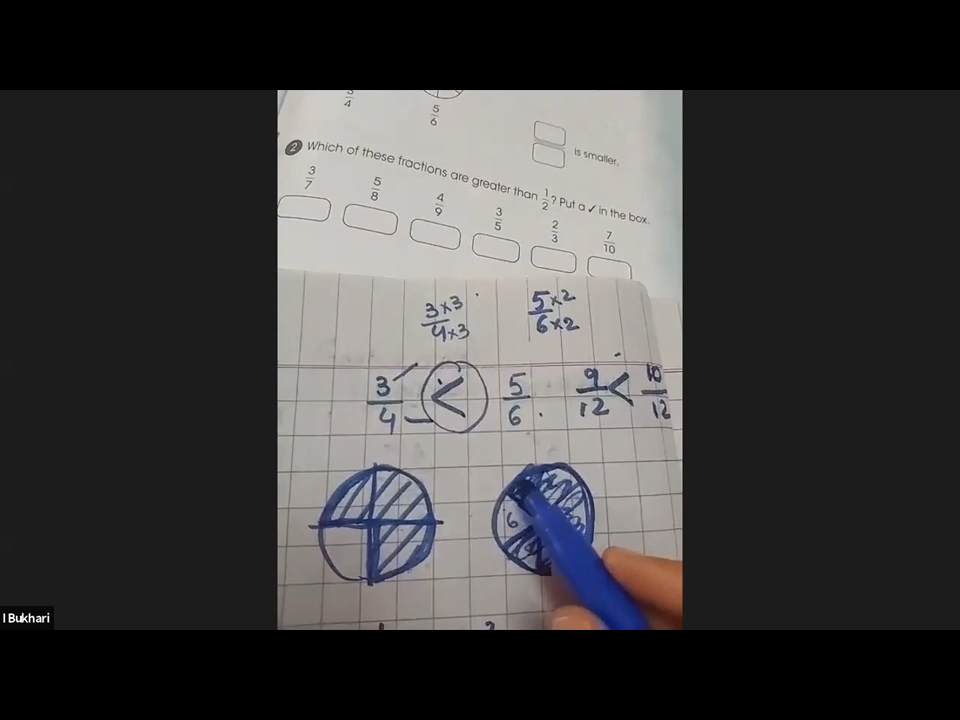 3/4
5/6
is smaller.
2 Which of these fractions are greater than 1/2? Put a ✓ in the box.
3/7 5/8 4/9 3/5 2/3 7/10
3×3/4×3 5×2/6×2
3/4 < 5/6 . 9/12 < 10/12
6
I Bukhari